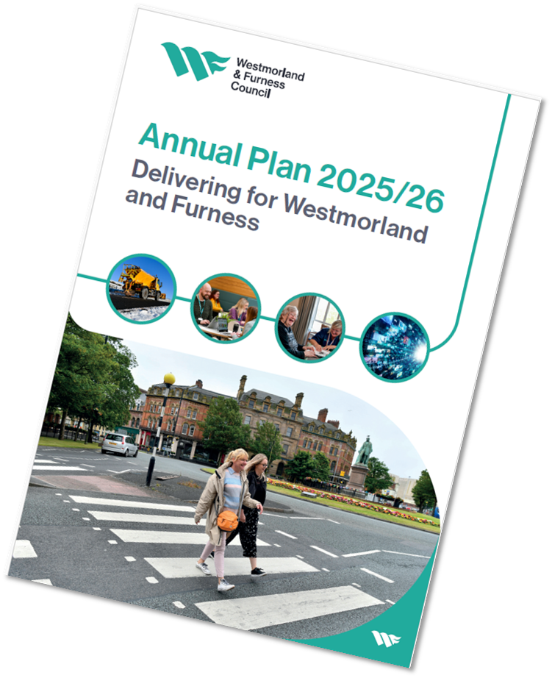 Westmorland
& Furness
Council
Annual Plan 2025/26
Delivering for Westmorland
and Furness